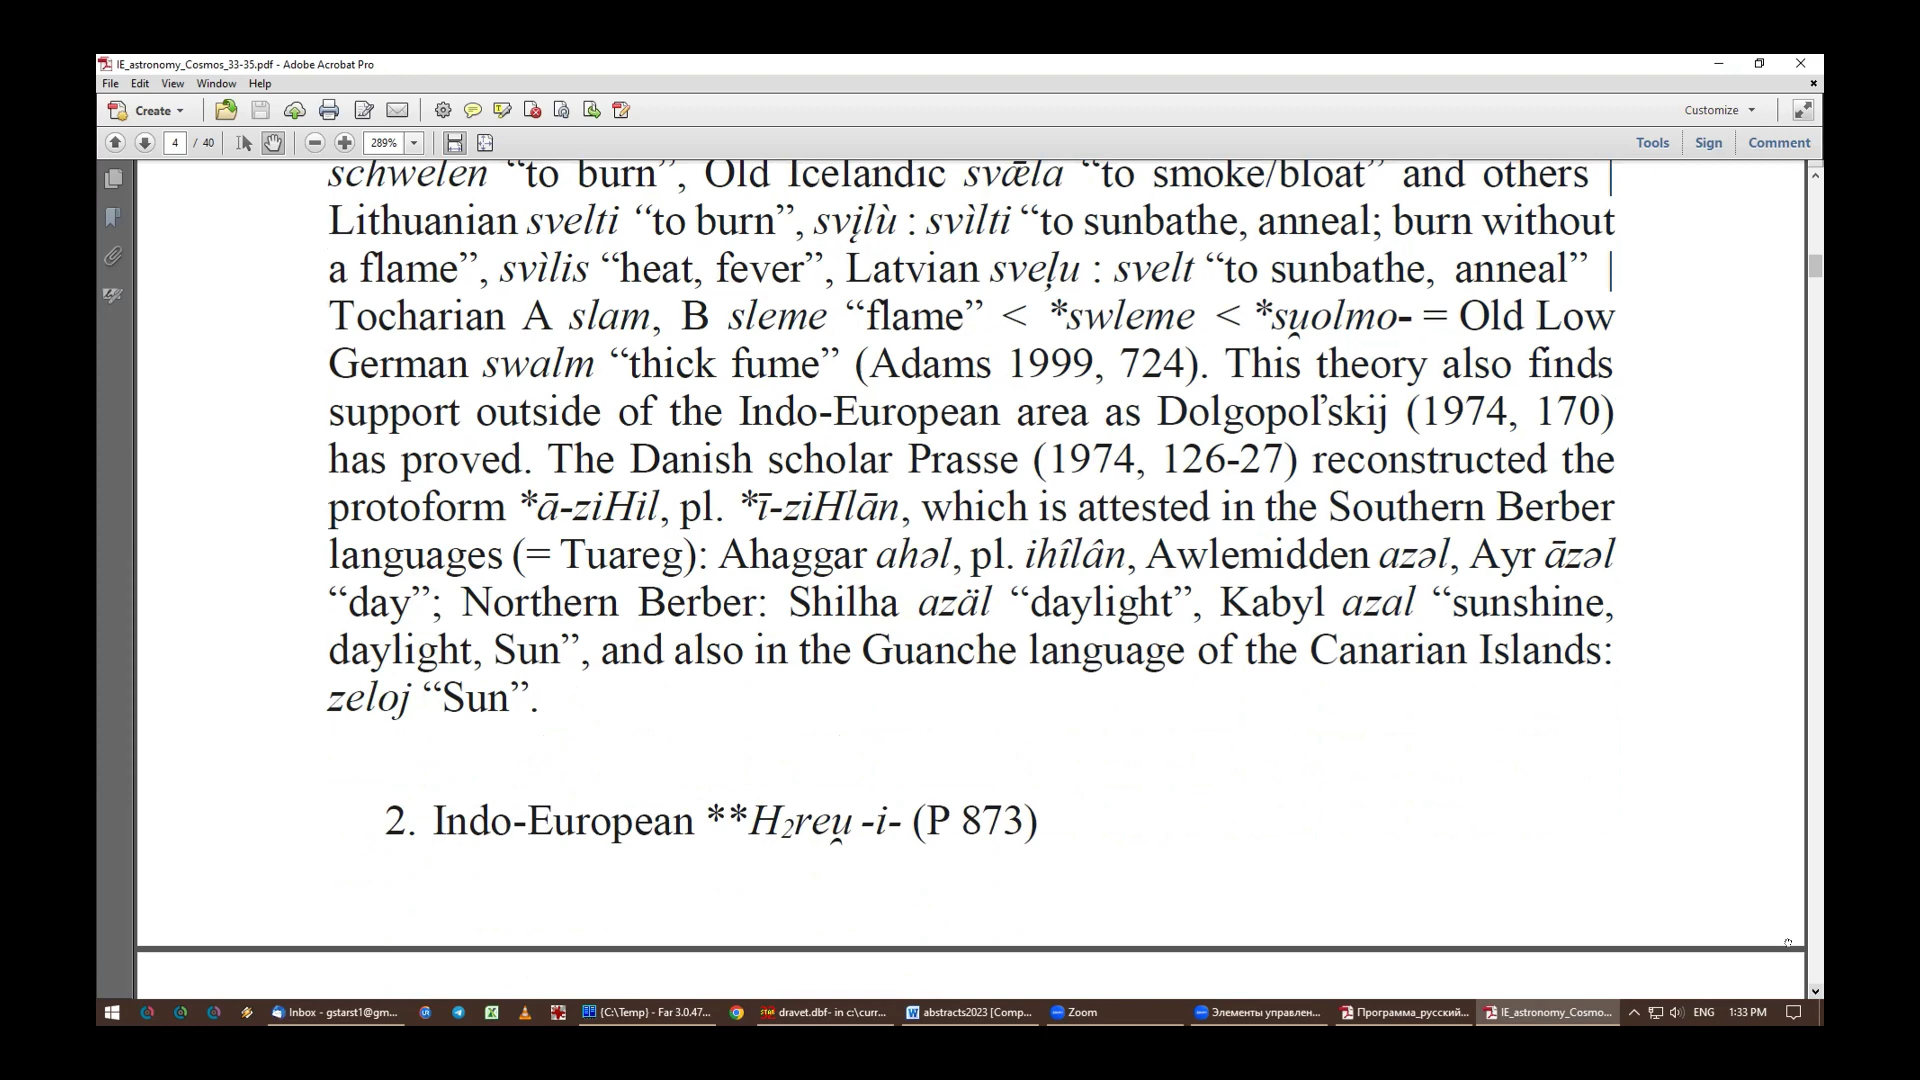 IE_astronomy_Cosmos_33-35.pdf - Adobe Acrobat Pro
File Edit View Window Help
Create Customize
4 / 40 289% Tools Sign Comment
schwelen “to burn”, Old Icelandic svǣla “to smoke/bloat” and others |
Lithuanian svelti “to burn”, svįlù : svìlti “to sunbathe, anneal; burn without
a flame”, svìlis “heat, fever”, Latvian sveļu : svelt “to sunbathe, anneal” |
Tocharian A slam, B sleme “flame” < *swleme < *su̯olmo- = Old Low
German swalm “thick fume” (Adams 1999, 724). This theory also finds
support outside of the Indo-European area as Dolgopoľskij (1974, 170)
has proved. The Danish scholar Prasse (1974, 126-27) reconstructed the
protoform *ā-ziHil, pl. *ī-ziHlān, which is attested in the Southern Berber
languages (= Tuareg): Ahaggar ahəl, pl. ihîlân, Awlemidden azəl, Ayr āzəl
“day”; Northern Berber: Shilha azäl “daylight”, Kabyl azal “sunshine,
daylight, Sun”, and also in the Guanche language of the Canarian Islands:
zeloj “Sun”.
2. Indo-European **H₂reu̯ -i- (P 873)
Inbox - gstarst1@gm... {C:\Temp} - Far 3.0.47... dravet.dbf- in c:\curr... abstracts2023 [Comp... Zoom Элементы управлен... Программа_русский... IE_astronomy_Cosmo... ENG 1:33 PM